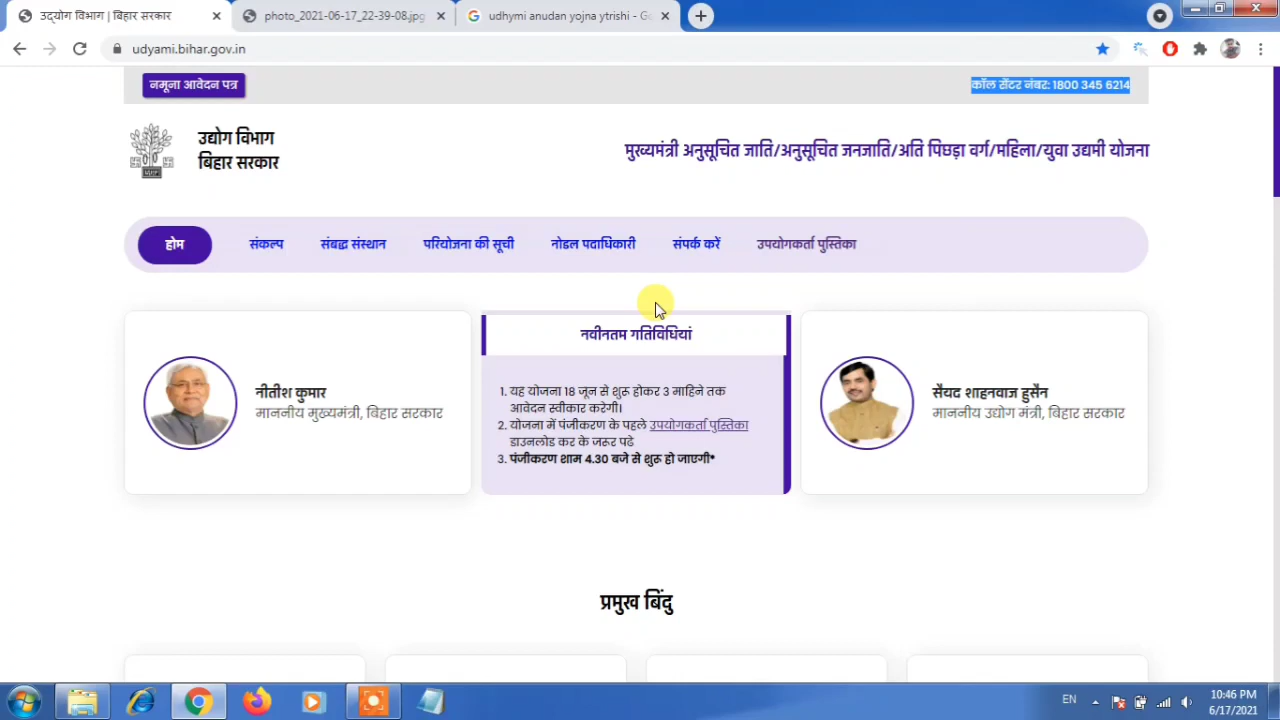 उद्योग विभाग | बिहार सरकार
photo_2021-06-17_22-39-08.jpg
udhymi anudan yojna ytrishi - Go
udyami.bihar.gov.in
नमूना आवेदन पत्र
कॉल सेंटर नंबर: 1800 345 6214
उद्योग विभाग
बिहार सरकार
मुख्यमंत्री अनुसूचित जाति/अनुसूचित जनजाति/अति पिछड़ा वर्ग/महिला/युवा उद्यमी योजना
होम
संकल्प
संबद्ध संस्थान
परियोजना की सूची
नोडल पदाधिकारी
संपर्क करें
उपयोगकर्ता पुस्तिका
नीतीश कुमार
माननीय मुख्यमंत्री, बिहार सरकार
नवीनतम गतिविधियां
1. यह योजना 18 जून से शुरू होकर 3 माहिने तक
आवेदन स्वीकार करेगी।
2. योजना में पंजीकरण के पहले उपयोगकर्ता पुस्तिका
डाउनलोड कर के जरूर पढे
3. पंजीकरण शाम 4.30 बजे से शुरू हो जाएगी*
सैयद शाहनवाज हुसैन
माननीय उद्योग मंत्री, बिहार सरकार
प्रमुख बिंदु
EN
10:46 PM
6/17/2021